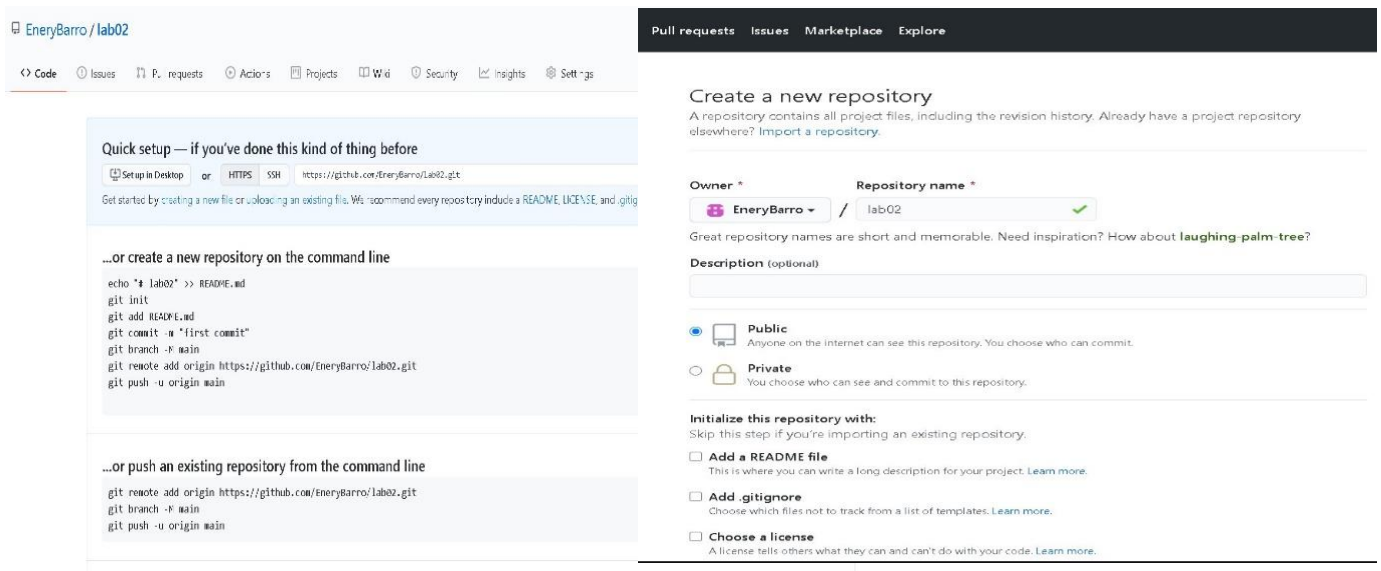 EneryBarro / lab02
Code Issues Pull requests Actions Projects Wiki Security Insights Settings
Quick setup — if you've done this kind of thing before
Set up in Desktop or HTTPS SSH https://github.com/EneryBarro/lab02.git
Get started by creating a new file or uploading an existing file. We recommend every repository include a README, LICENSE, and .gitig
...or create a new repository on the command line
echo "# lab02" >> README.md
git init
git add README.md
git commit -m "first commit"
git branch -M main
git remote add origin https://github.com/EneryBarro/lab02.git
git push -u origin main
...or push an existing repository from the command line
git remote add origin https://github.com/EneryBarro/lab02.git
git branch -M main
git push -u origin main
Pull requests Issues Marketplace Explore
Create a new repository
A repository contains all project files, including the revision history. Already have a project repository
elsewhere? Import a repository.
Owner * Repository name *
EneryBarro / lab02
Great repository names are short and memorable. Need inspiration? How about laughing-palm-tree?
Description (optional)
Public
Anyone on the internet can see this repository. You choose who can commit.
Private
You choose who can see and commit to this repository.
Initialize this repository with:
Skip this step if you're importing an existing repository.
Add a README file
This is where you can write a long description for your project. Learn more.
Add .gitignore
Choose which files not to track from a list of templates. Learn more.
Choose a license
A license tells others what they can and can't do with your code. Learn more.